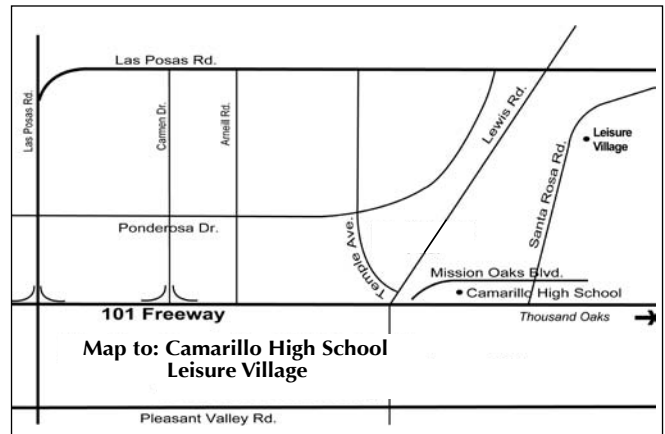 Las Posas Rd.
Las Posas Rd.
Carmen Dr.
Arneill Rd.
Lewis Rd.
Leisure
Village
Santa Rosa Rd.
Ponderosa Dr.
Temple Ave.
Mission Oaks Blvd.
Camarillo High School
101 Freeway
Thousand Oaks
Map to: Camarillo High School
Leisure Village
Pleasant Valley Rd.